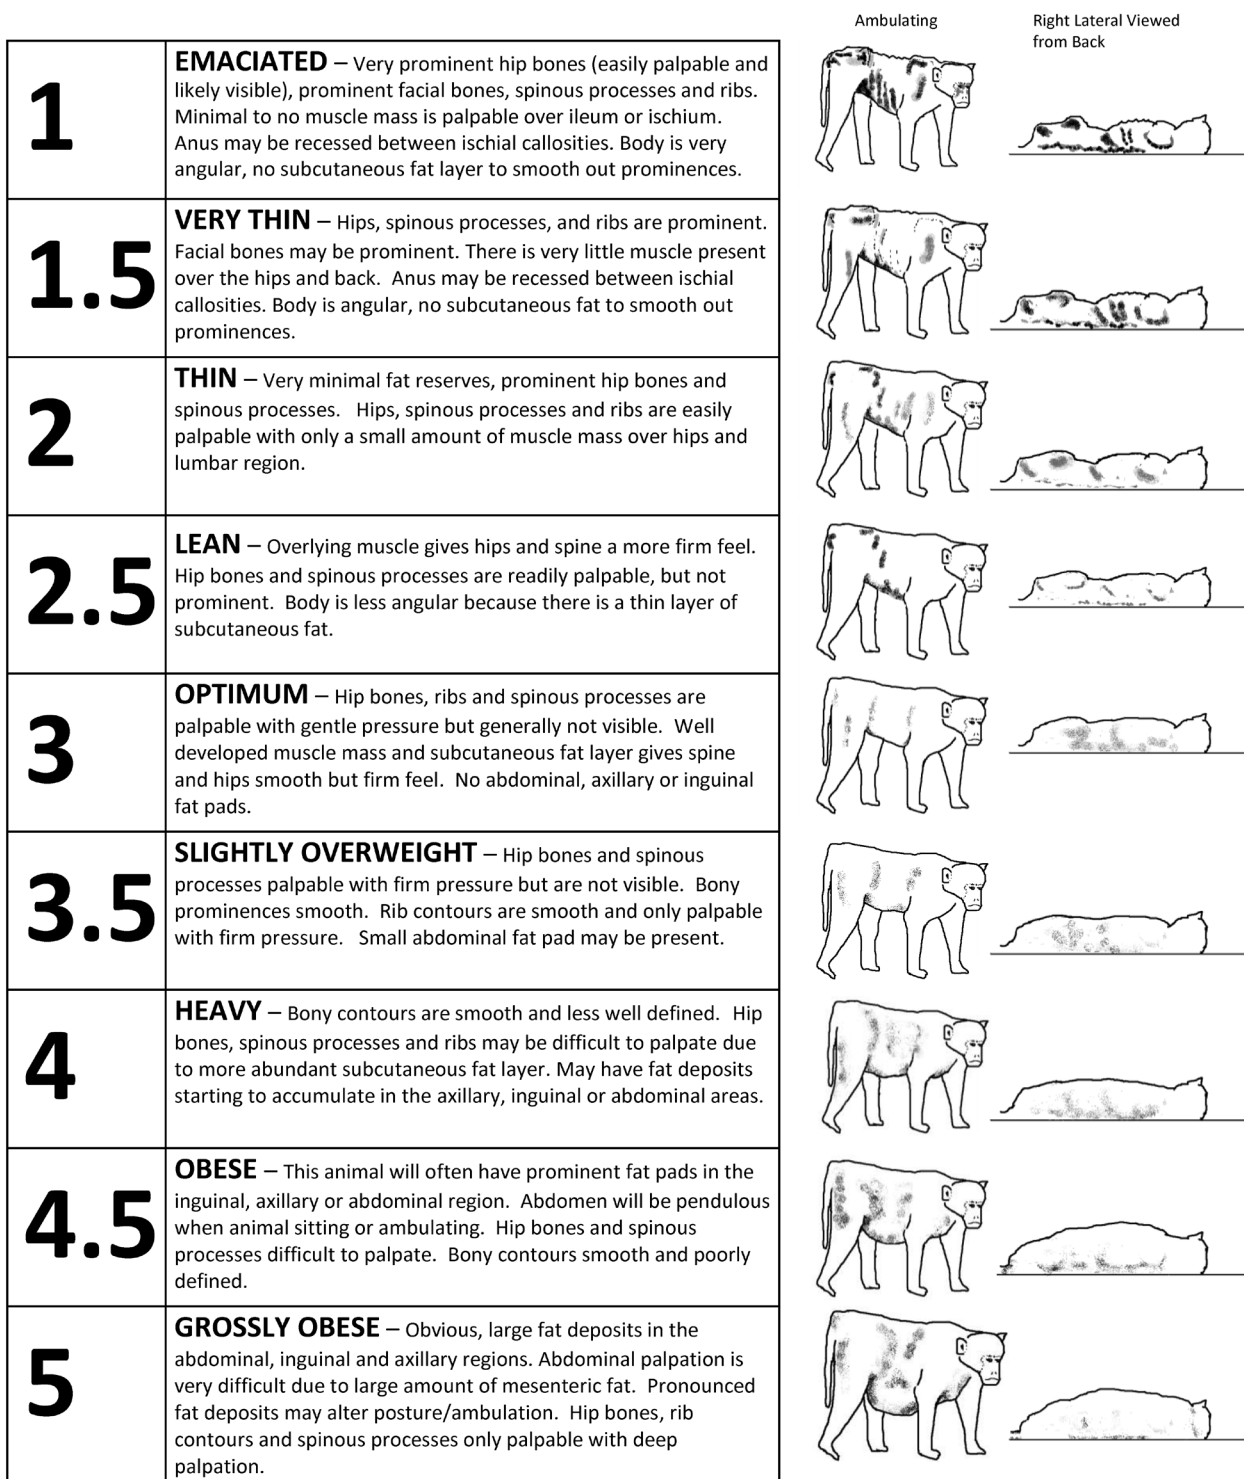 Ambulating
Right Lateral Viewed
from Back
1
EMACIATED – Very prominent hip bones (easily palpable and
likely visible), prominent facial bones, spinous processes and ribs.
Minimal to no muscle mass is palpable over ileum or ischium.
Anus may be recessed between ischial callosities. Body is very
angular, no subcutaneous fat layer to smooth out prominences.
1.5
VERY THIN – Hips, spinous processes, and ribs are prominent.
Facial bones may be prominent. There is very little muscle present
over the hips and back. Anus may be recessed between ischial
callosities. Body is angular, no subcutaneous fat to smooth out
prominences.
2
THIN – Very minimal fat reserves, prominent hip bones and
spinous processes. Hips, spinous processes and ribs are easily
palpable with only a small amount of muscle mass over hips and
lumbar region.
2.5
LEAN – Overlying muscle gives hips and spine a more firm feel.
Hip bones and spinous processes are readily palpable, but not
prominent. Body is less angular because there is a thin layer of
subcutaneous fat.
3
OPTIMUM – Hip bones, ribs and spinous processes are
palpable with gentle pressure but generally not visible. Well
developed muscle mass and subcutaneous fat layer gives spine
and hips smooth but firm feel. No abdominal, axillary or inguinal
fat pads.
3.5
SLIGHTLY OVERWEIGHT – Hip bones and spinous
processes palpable with firm pressure but are not visible. Bony
prominences smooth. Rib contours are smooth and only palpable
with firm pressure. Small abdominal fat pad may be present.
4
HEAVY – Bony contours are smooth and less well defined. Hip
bones, spinous processes and ribs may be difficult to palpate due
to more abundant subcutaneous fat layer. May have fat deposits
starting to accumulate in the axillary, inguinal or abdominal areas.
4.5
OBESE – This animal will often have prominent fat pads in the
inguinal, axillary or abdominal region. Abdomen will be pendulous
when animal sitting or ambulating. Hip bones and spinous
processes difficult to palpate. Bony contours smooth and poorly
defined.
5
GROSSLY OBESE – Obvious, large fat deposits in the
abdominal, inguinal and axillary regions. Abdominal palpation is
very difficult due to large amount of mesenteric fat. Pronounced
fat deposits may alter posture/ambulation. Hip bones, rib
contours and spinous processes only palpable with deep
palpation.